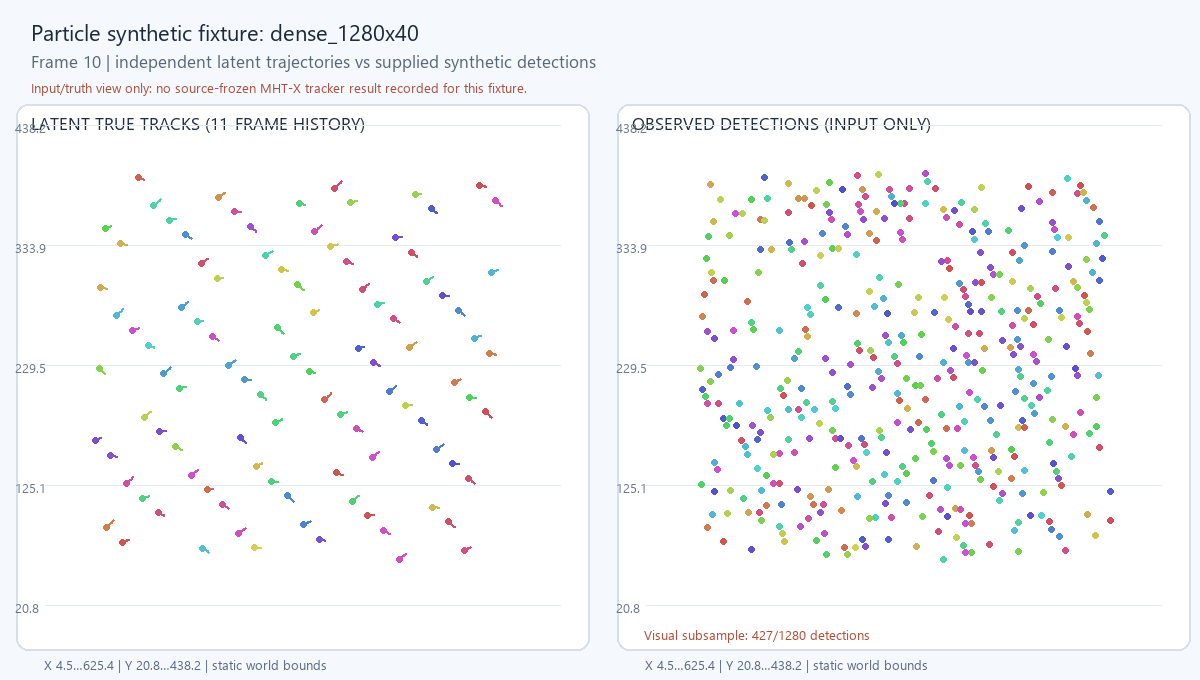 Particle synthetic fixture: dense_1280x40
Frame 10 | independent latent trajectories vs supplied synthetic detections
Input/truth view only: no source-frozen MHT-X tracker result recorded for this fixture.
LATENT TRUE TRACKS (11-FRAME HISTORY)
438.2
333.9
229.5
125.1
20.8
X 4.5...625.4 | Y 20.8...438.2 | static world bounds
OBSERVED DETECTIONS (INPUT ONLY)
438.2
333.9
229.5
125.1
20.8
Visual subsample: 427/1280 detections
X 4.5...625.4 | Y 20.8...438.2 | static world bounds